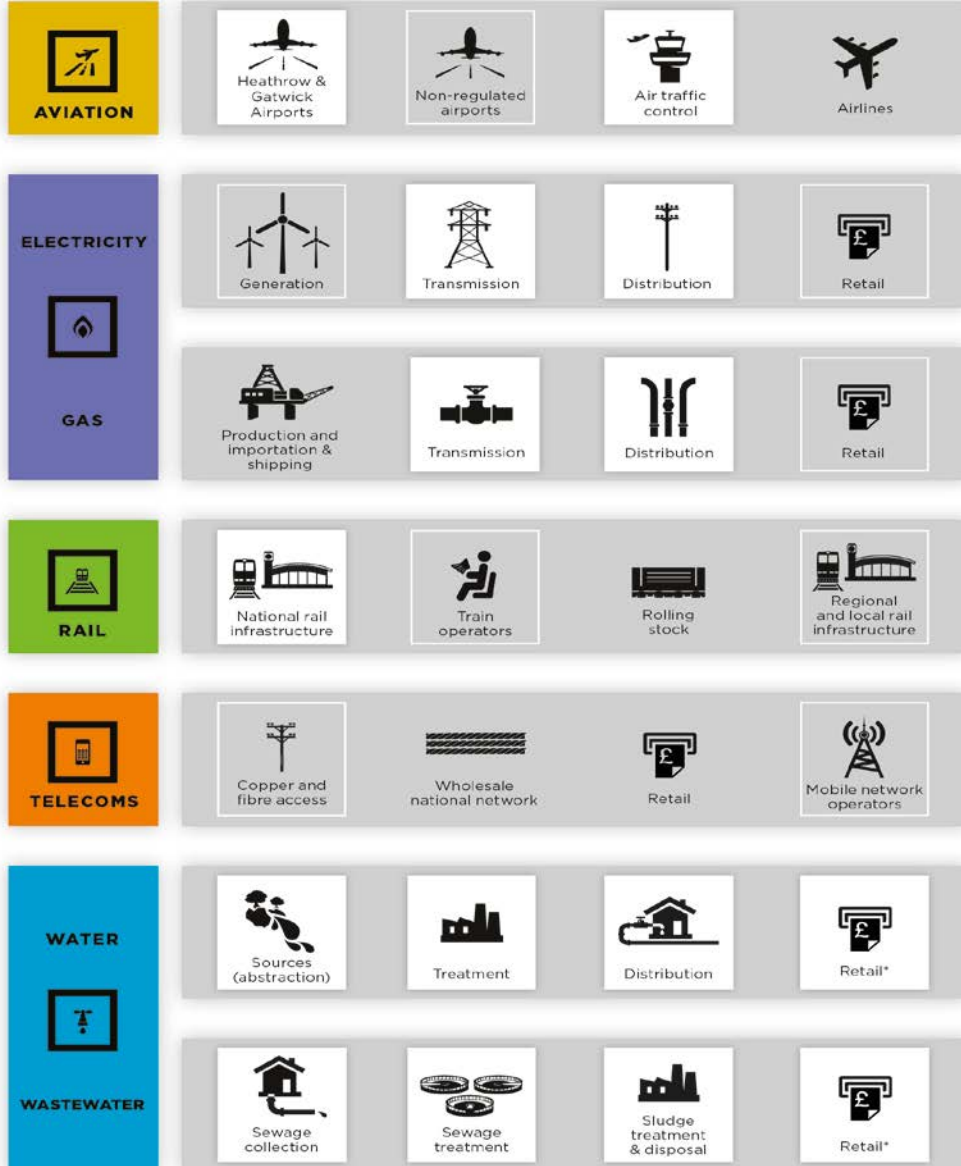 AVIATION
Heathrow &
Gatwick
Airports
Non-regulated
airports
Air traffic
control
Airlines
ELECTRICITY
GAS
Generation
Transmission
Distribution
£
Retail
Production and
importation &
shipping
Transmission
Distribution
£
Retail
RAIL
National rail
infrastructure
Train
operators
Rolling
stock
Regional
and local rail
infrastructure
TELECOMS
Copper and
fibre access
Wholesale
national network
£
Retail
Mobile network
operators
WATER
WASTEWATER
Sources
(abstraction)
Treatment
Distribution
£
Retail*
Sewage
collection
Sewage
treatment
Sludge
treatment
& disposal
£
Retail*